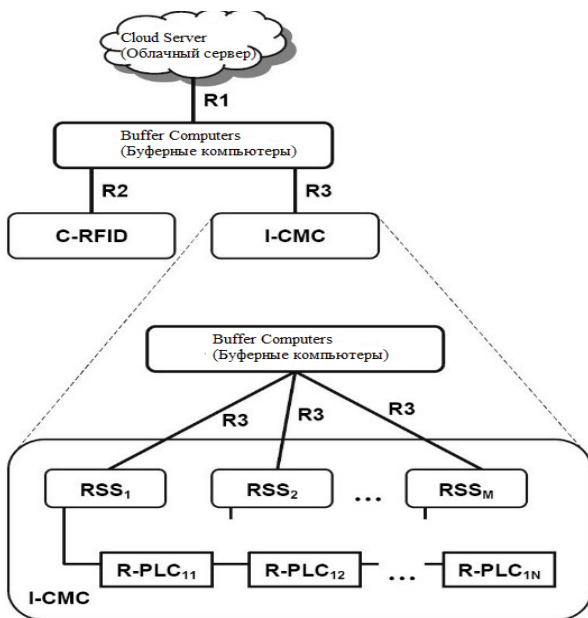 Cloud Server
(Облачный сервер)
R1
Buffer Computers
(Буферные компьютеры)
R2
R3
C-RFID
I-CMC
Buffer Computers
(Буферные компьютеры)
R3
R3
R3
RSS₁
RSS₂
...
RSSM
R-PLC₁₁
R-PLC₁₂
...
R-PLC₁N
I-CMC